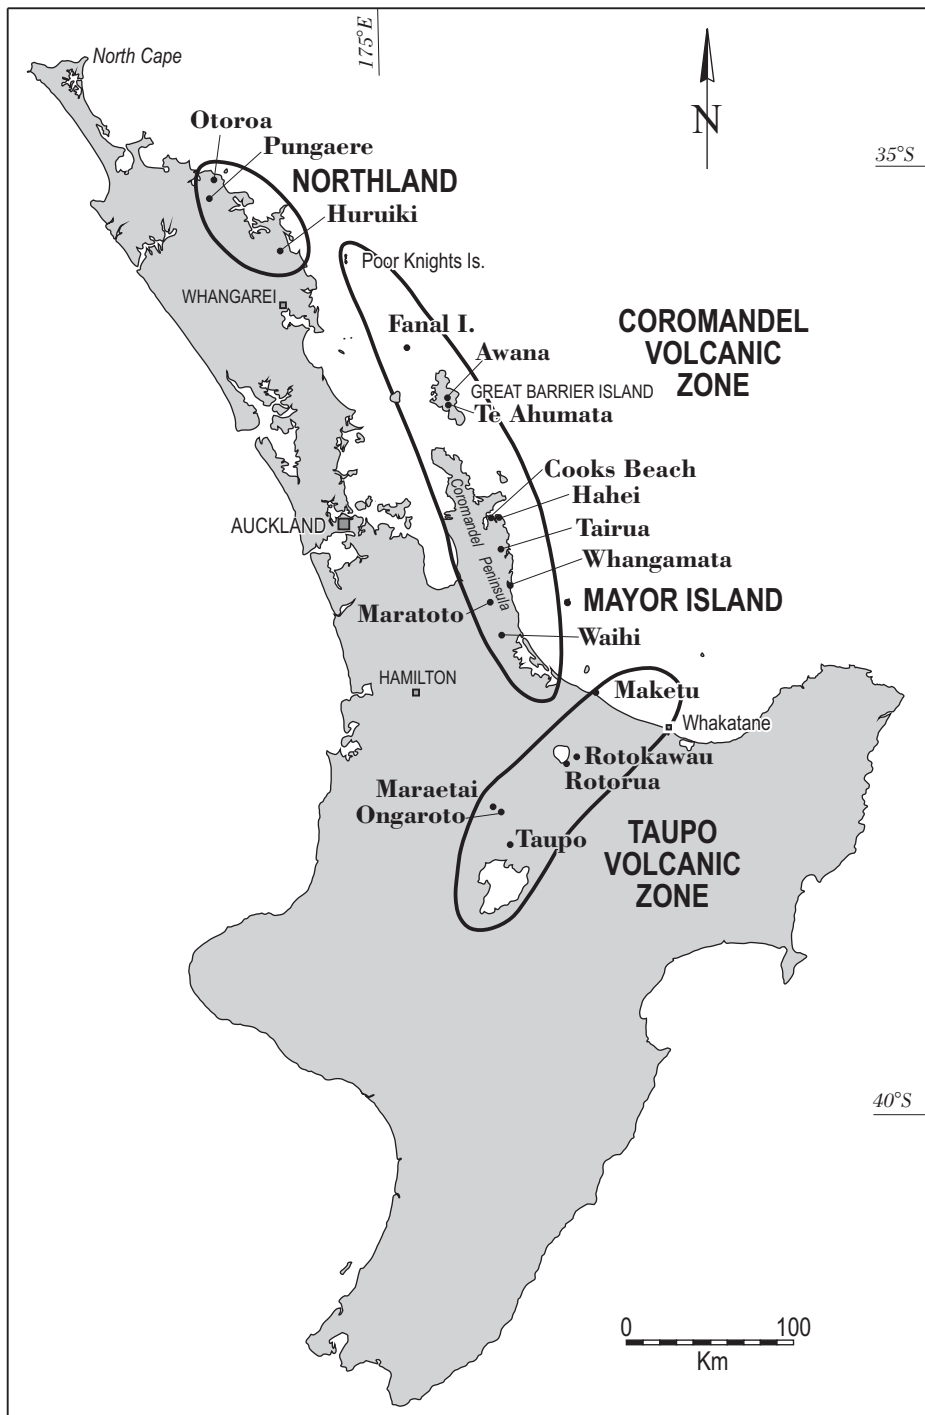 175°E
North Cape
N
Otoroa
Pungaere
35°S
NORTHLAND
Huruiki
Poor Knights Is.
WHANGAREI
Fanal I.
COROMANDEL
VOLCANIC
ZONE
Awana
GREAT BARRIER ISLAND
Te Ahumata
Cooks Beach
Hahei
Coromandel Peninsula
AUCKLAND
Tairua
Whangamata
MAYOR ISLAND
Maratoto
Waihi
HAMILTON
Maketu
Whakatane
Rotokawau
Rotorua
Maraetai
Ongaroto
Taupo
TAUPO
VOLCANIC
ZONE
40°S
0 100
Km